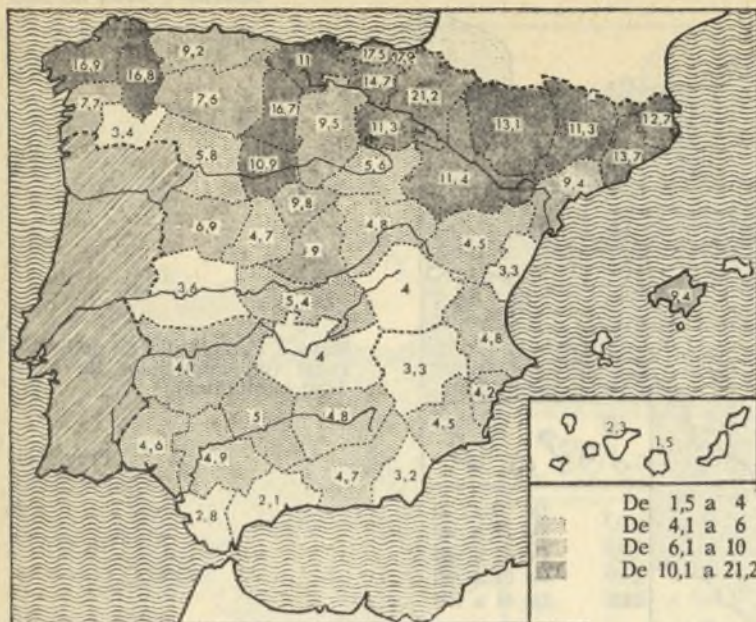 16,9 16,8 9,2 11 17,5 17,9
7,7 3,4 7,6 16,7 9,5 14,7 21,2 13,1 11,3 12,7
11,3 13,7
5,8 10,9 5,6 11,4 9,4
6,9 9,8 4,7 9 4,8 4,5
3,6 5,4 4 3,3 9,4
4,1 4 3,3 4,8
4,2
4,6 4,9 5 4,8 4,5
2,8 2,1 4,7 3,2
2,3 1,5
De 1,5 a 4
De 4,1 a 6
De 6,1 a 10
De 10,1 a 21,2